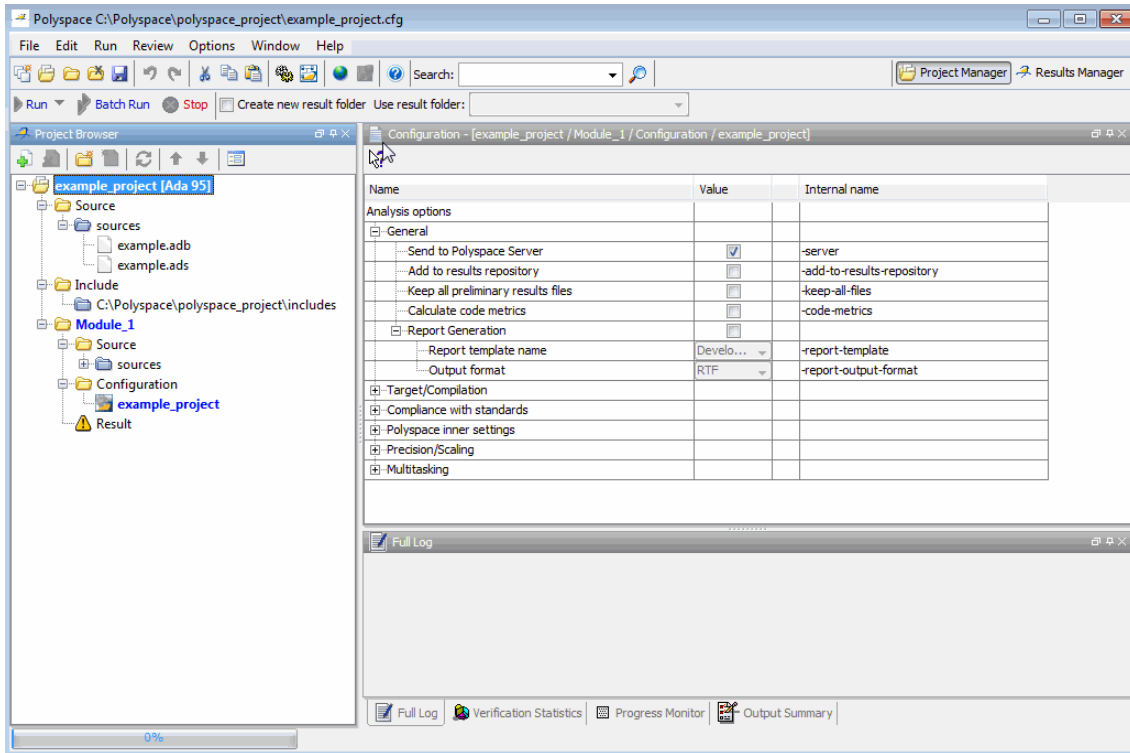 Polyspace C:\Polyspace\polyspace_project\example_project.cfg
File Edit Run Review Options Window Help
Search:
Project Manager Results Manager
Run Batch Run Stop Create new result folder Use result folder:
Project Browser
example_project [Ada 95]
Source
sources
example.adb
example.ads
Include
C:\Polyspace\polyspace_project\includes
Module_1
Source
sources
Configuration
example_project
Result
0%
Configuration - [example_project / Module_1 / Configuration / example_project]
Name Value Internal name
Analysis options
General
Send to Polyspace Server -server
Add to results repository -add-to-results-repository
Keep all preliminary results files -keep-all-files
Calculate code metrics -code-metrics
Report Generation
Report template name Develo... -report-template
Output format RTF -report-output-format
Target/Compilation
Compliance with standards
Polyspace inner settings
Precision/Scaling
Multitasking
Full Log
Full Log Verification Statistics Progress Monitor Output Summary